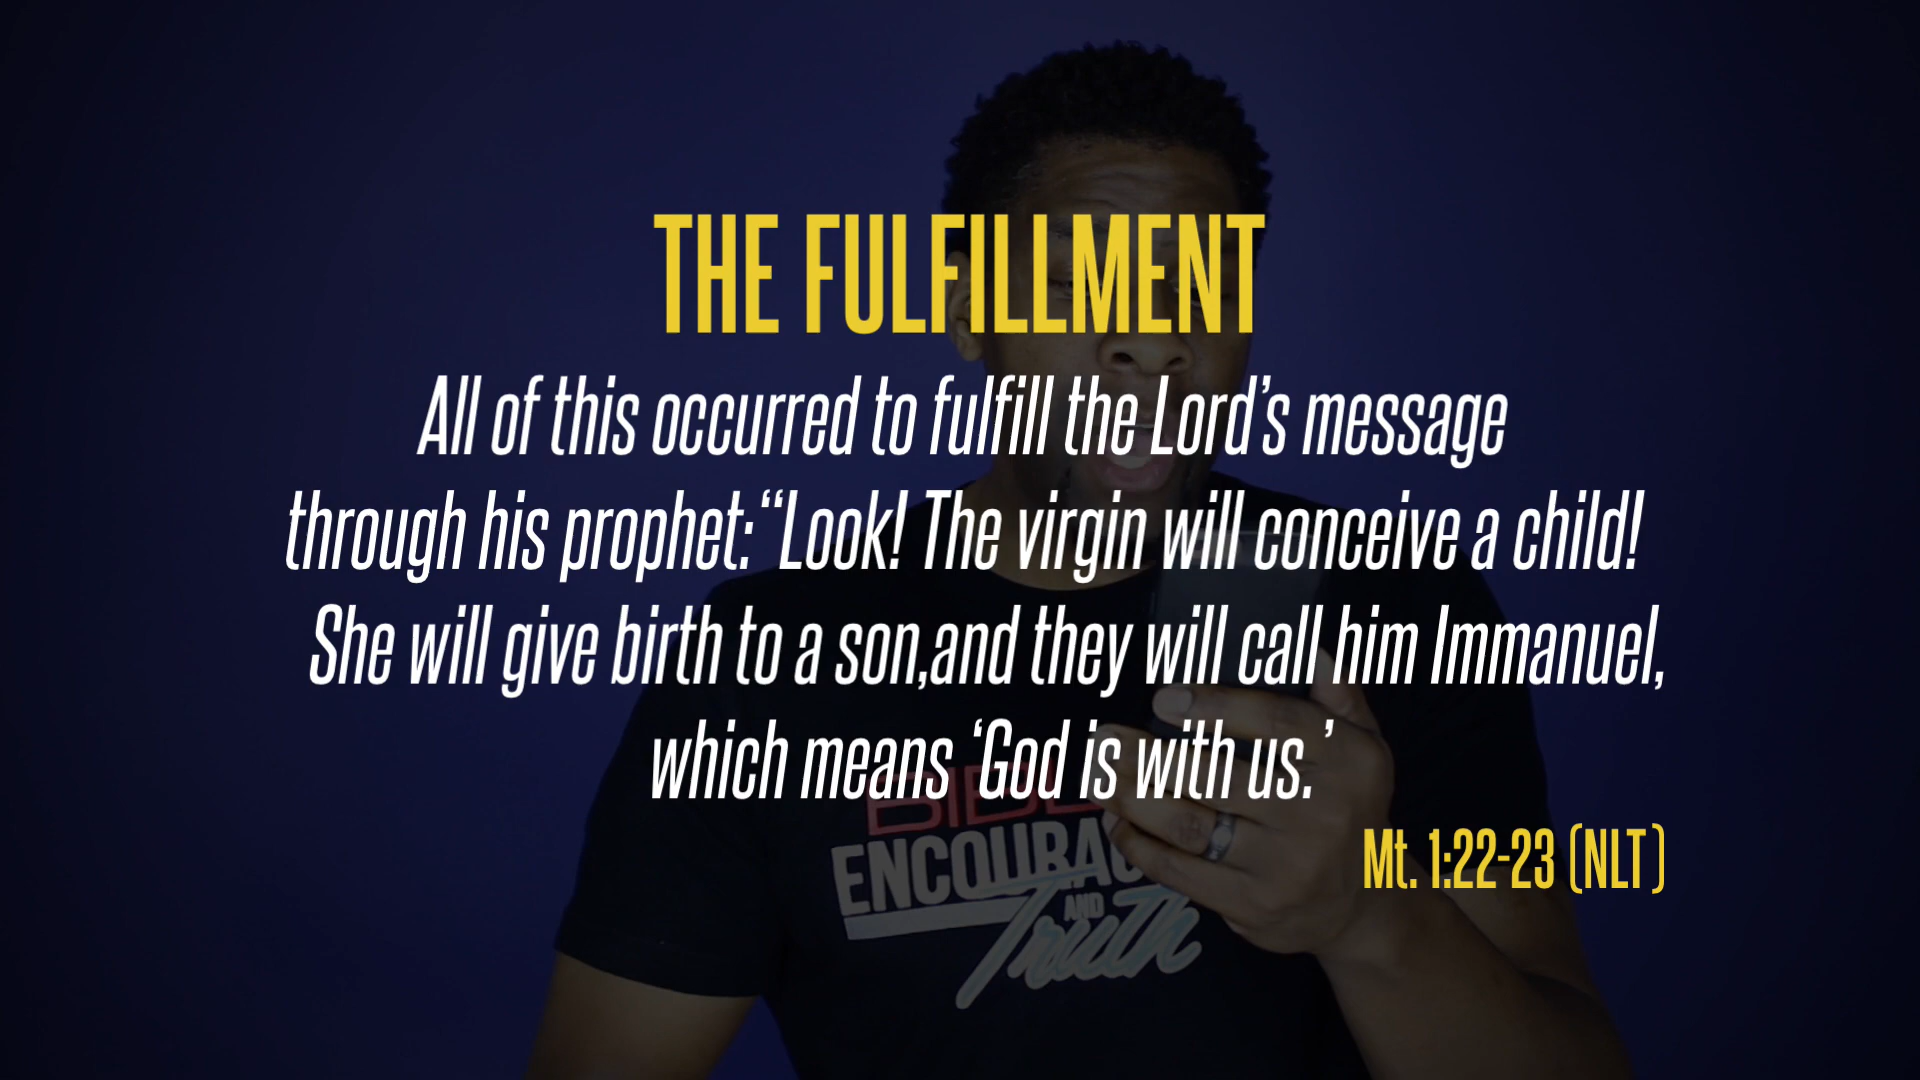 THE FULFILLMENT
All of this occurred to fulfill the Lord’s message
through his prophet:“Look! The virgin will conceive a child!
She will give birth to a son,and they will call him Immanuel,
which means ‘God is with us.’
Mt. 1:22-23 (NLT)
AND
Truth